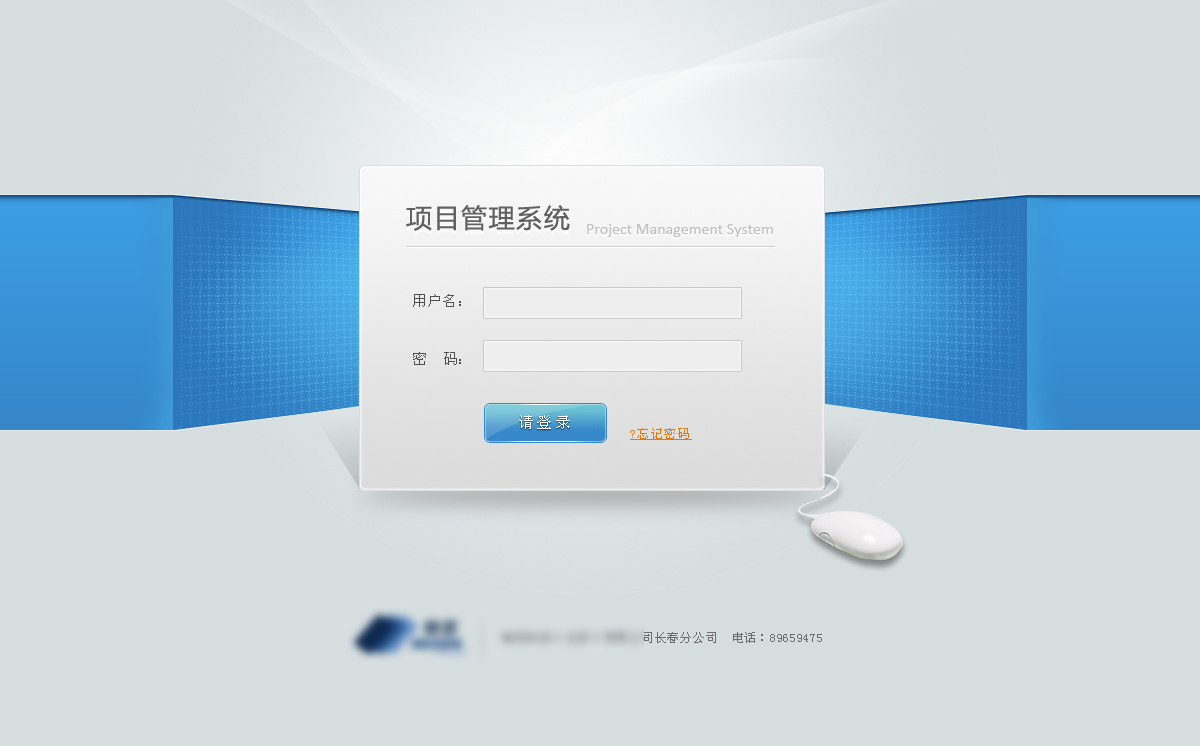 项目管理系统 Project Management System
用户名：
密 码：
请登录 ?忘记密码
司长春分公司 电话：89659475